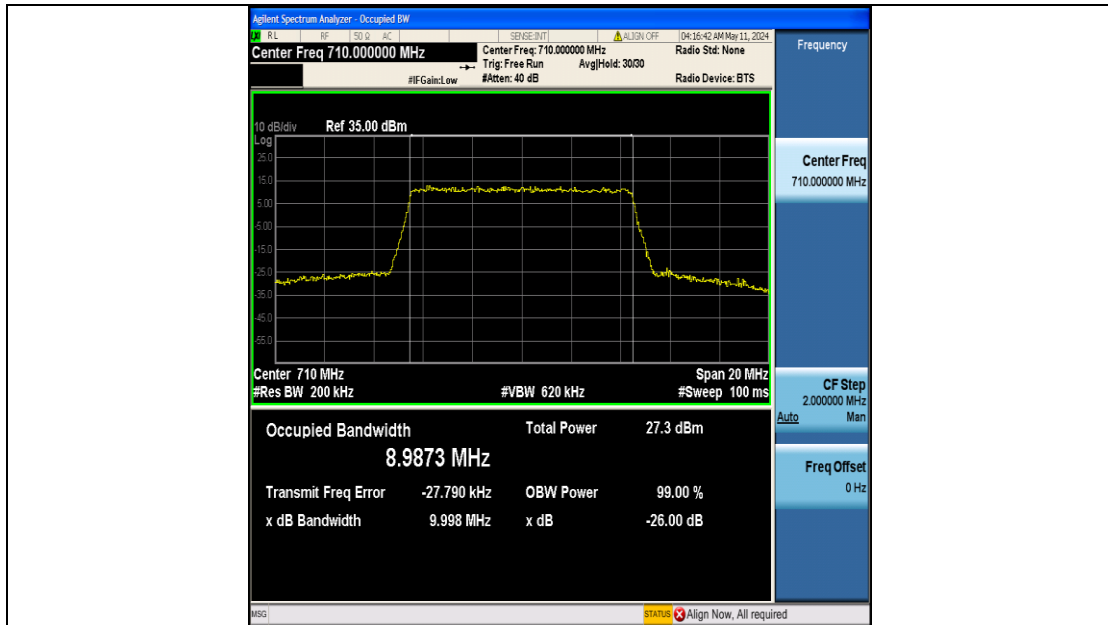 Agilent Spectrum Analyzer - Occupied BW
RL RF 50 Ω AC SENSE:INT ALIGN OFF 04:16:42 AM May 11, 2024
Center Freq 710.000000 MHz
Center Freq: 710.000000 MHz Radio Std: None
Trig: Free Run Avg|Hold: 30/30
#IFGain:Low #Atten: 40 dB Radio Device: BTS
Frequency
10 dB/div Ref 35.00 dBm
Log
25.0
15.0
5.00
-5.00
-15.0
-25.0
-35.0
-45.0
-55.0
Center 710 MHz Span 20 MHz
#Res BW 200 kHz #VBW 620 kHz #Sweep 100 ms
Occupied Bandwidth Total Power 27.3 dBm
8.9873 MHz
Transmit Freq Error -27.790 kHz OBW Power 99.00 %
x dB Bandwidth 9.998 MHz x dB -26.00 dB
Center Freq
710.000000 MHz
CF Step
2.000000 MHz
Auto Man
Freq Offset
0 Hz
MSG STATUS Align Now, All required